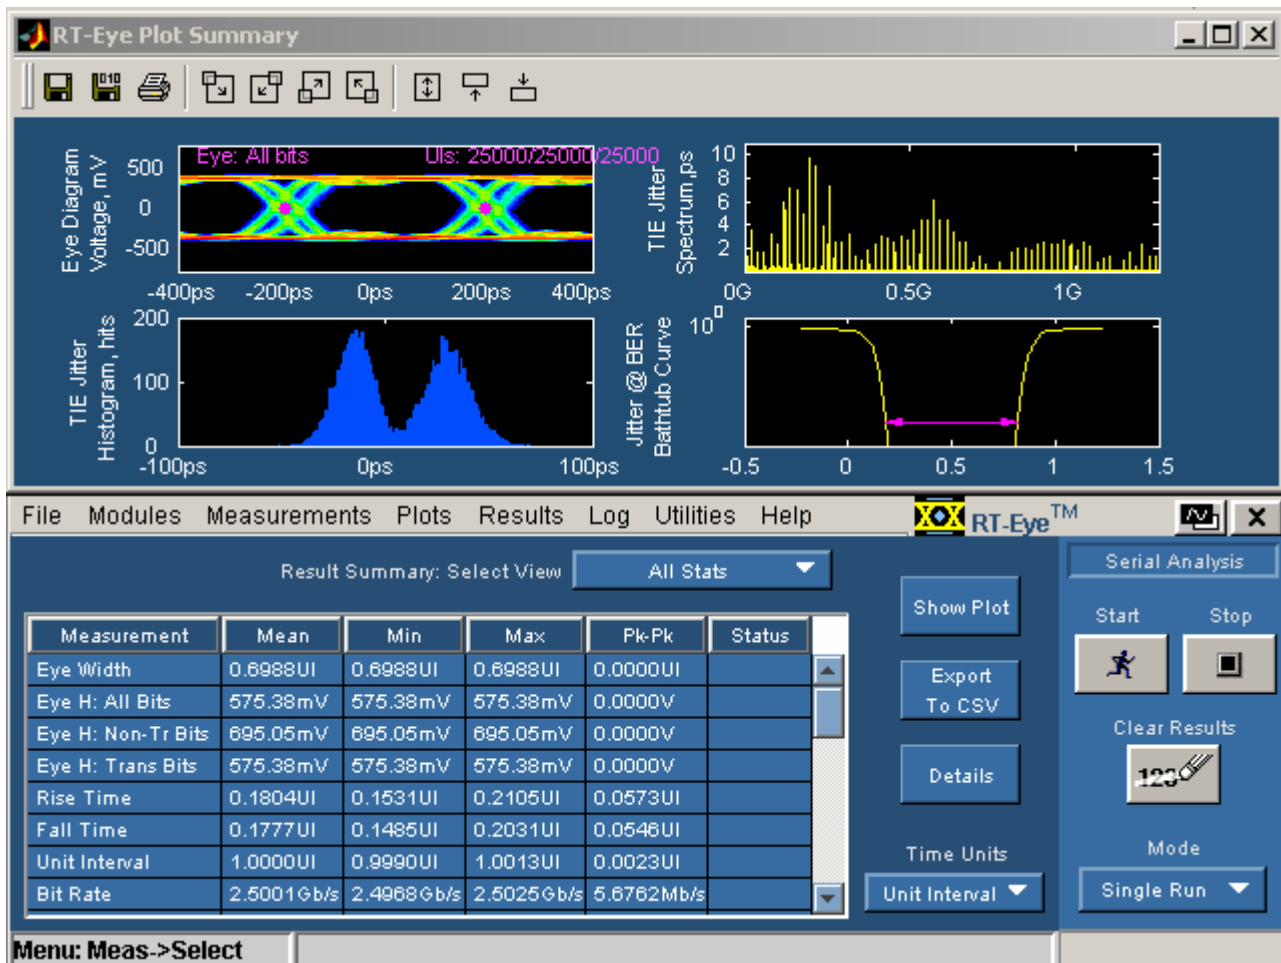 RT-Eye Plot Summary
Eye Diagram
Voltage, mV
500
0
-500
Eye: All bits
UIs: 25000/25000/25000
-400ps -200ps 0ps 200ps 400ps
TIE Jitter
Spectrum,ps
10
8
6
4
2
0G 0.5G 1G
TIE Jitter
Histogram, hits
200
100
0
-100ps 0ps 100ps
Jitter @ BER
Bathtub Curve
10^0
-0.5 0 0.5 1 1.5
File Modules Measurements Plots Results Log Utilities Help
RT-Eye™
Result Summary: Select View All Stats
Measurement Mean Min Max Pk-Pk Status
Eye Width 0.6988UI 0.6988UI 0.6988UI 0.0000UI
Eye H: All Bits 575.38mV 575.38mV 575.38mV 0.0000V
Eye H: Non-Tr Bits 695.05mV 695.05mV 695.05mV 0.0000V
Eye H: Trans Bits 575.38mV 575.38mV 575.38mV 0.0000V
Rise Time 0.1804UI 0.1531UI 0.2105UI 0.0573UI
Fall Time 0.1777UI 0.1485UI 0.2031UI 0.0546UI
Unit Interval 1.0000UI 0.9990UI 1.0013UI 0.0023UI
Bit Rate 2.5001Gb/s 2.4968Gb/s 2.5025Gb/s 5.6762Mb/s
Show Plot
Export
To CSV
Details
Time Units
Unit Interval
Serial Analysis
Start Stop
Clear Results
123
Mode
Single Run
Menu: Meas->Select